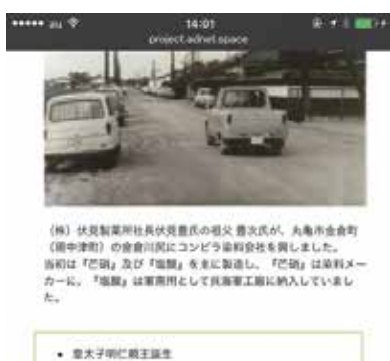 au 14:01
project.adnet.space
(株)伏見製薬所社長伏見豊氏の祖父 豊次氏が、丸亀市金倉町
(現中津町)の金倉川尻にコンピラ染料会社を興しました。
当初は『芒硝』及び『塩酸』を主に製造し、『芒硝』は染料メー
カーに、『塩酸』は軍需用として呉海軍工廠に納入していまし
た。
• 皇太子明仁親王誕生